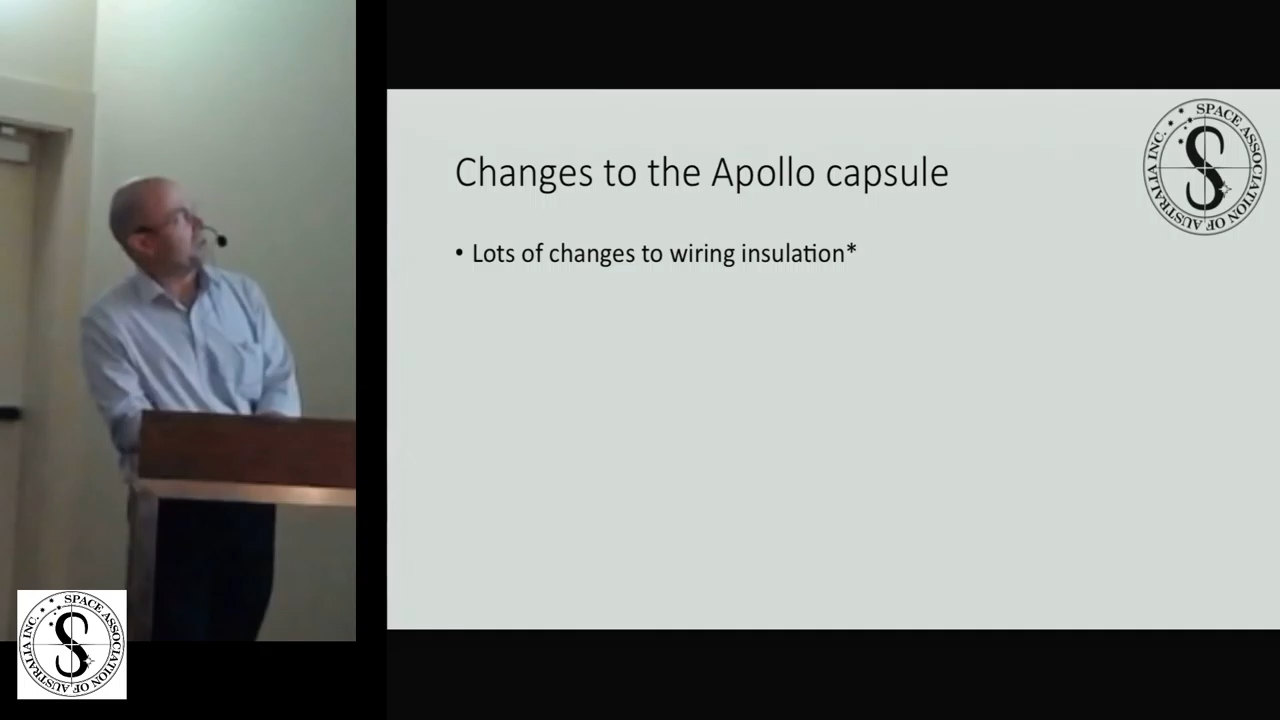 Changes to the Apollo capsule
• Lots of changes to wiring insulation*
SPACE ASSOCIATION OF AUSTRALIA INC.
S
SPACE ASSOCIATION OF AUSTRALIA INC.
S